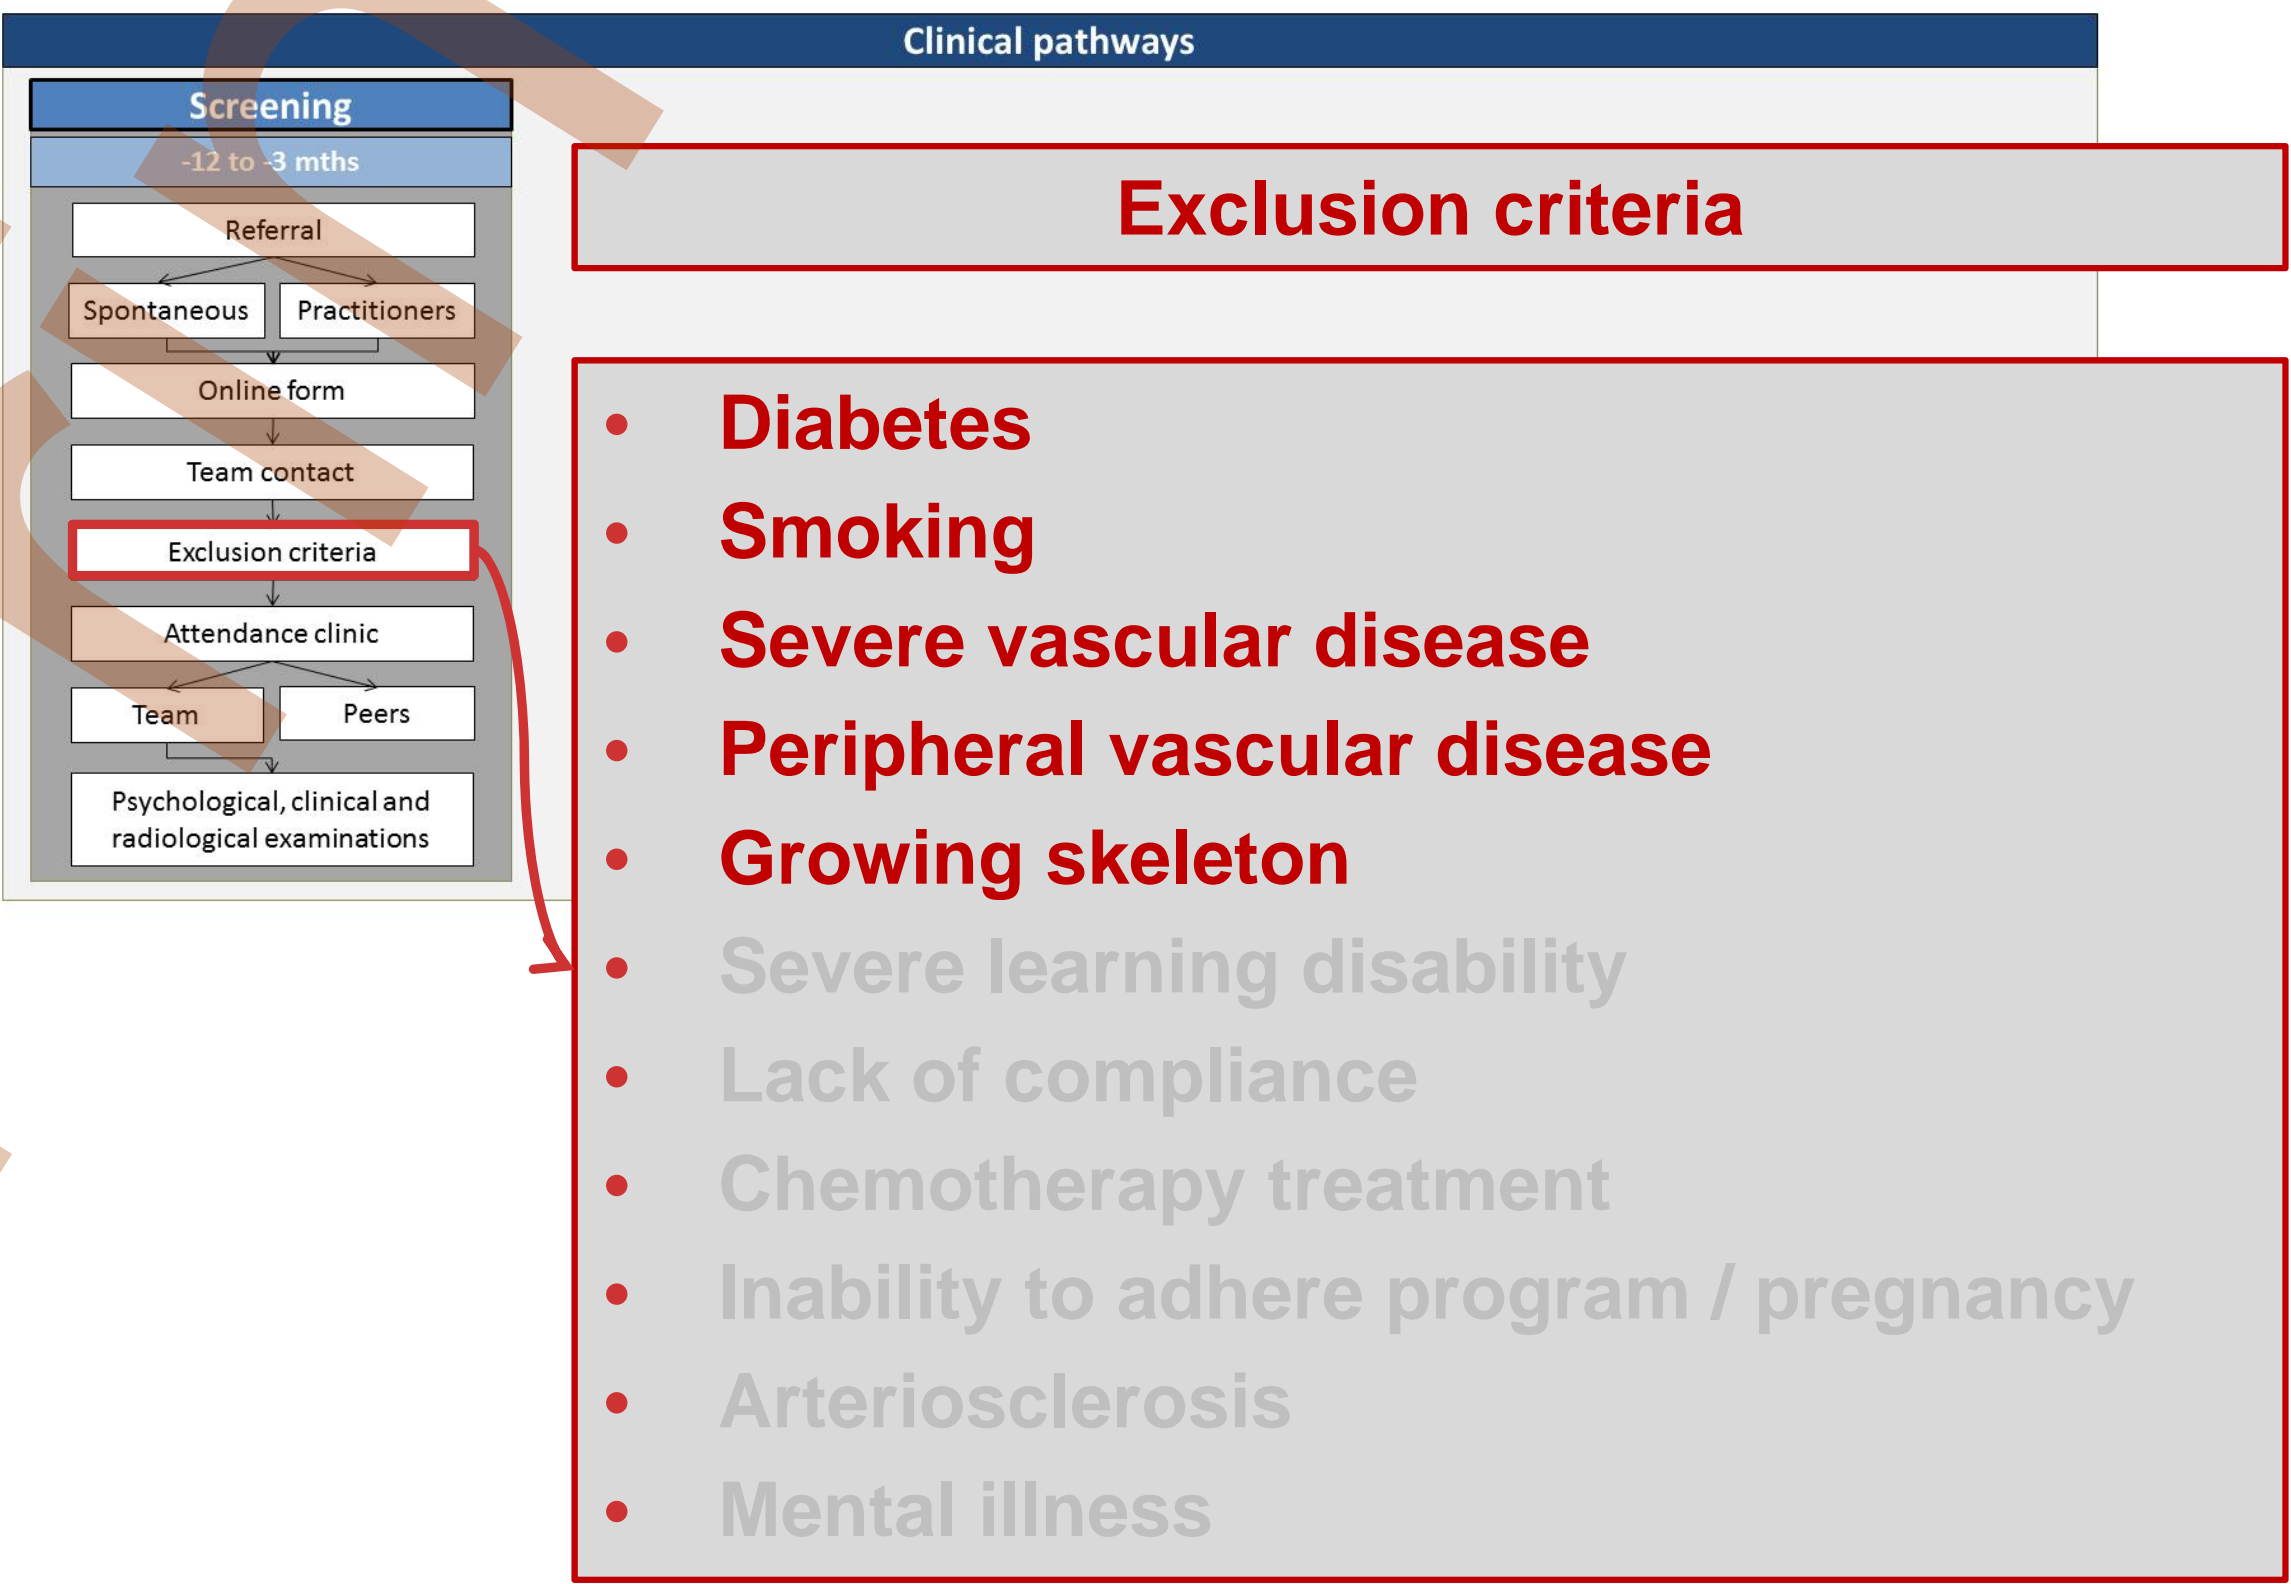 Clinical pathways
Screening
-12 to -3 mths
Referral
Spontaneous
Practitioners
Online form
Team contact
Exclusion criteria
Attendance clinic
Team
Peers
Psychological, clinical and
radiological examinations
Exclusion criteria
• Diabetes
• Smoking
• Severe vascular disease
• Peripheral vascular disease
• Growing skeleton
• Severe learning disability
• Lack of compliance
• Chemotherapy treatment
• Inability to adhere program / pregnancy
• Arteriosclerosis
• Mental illness